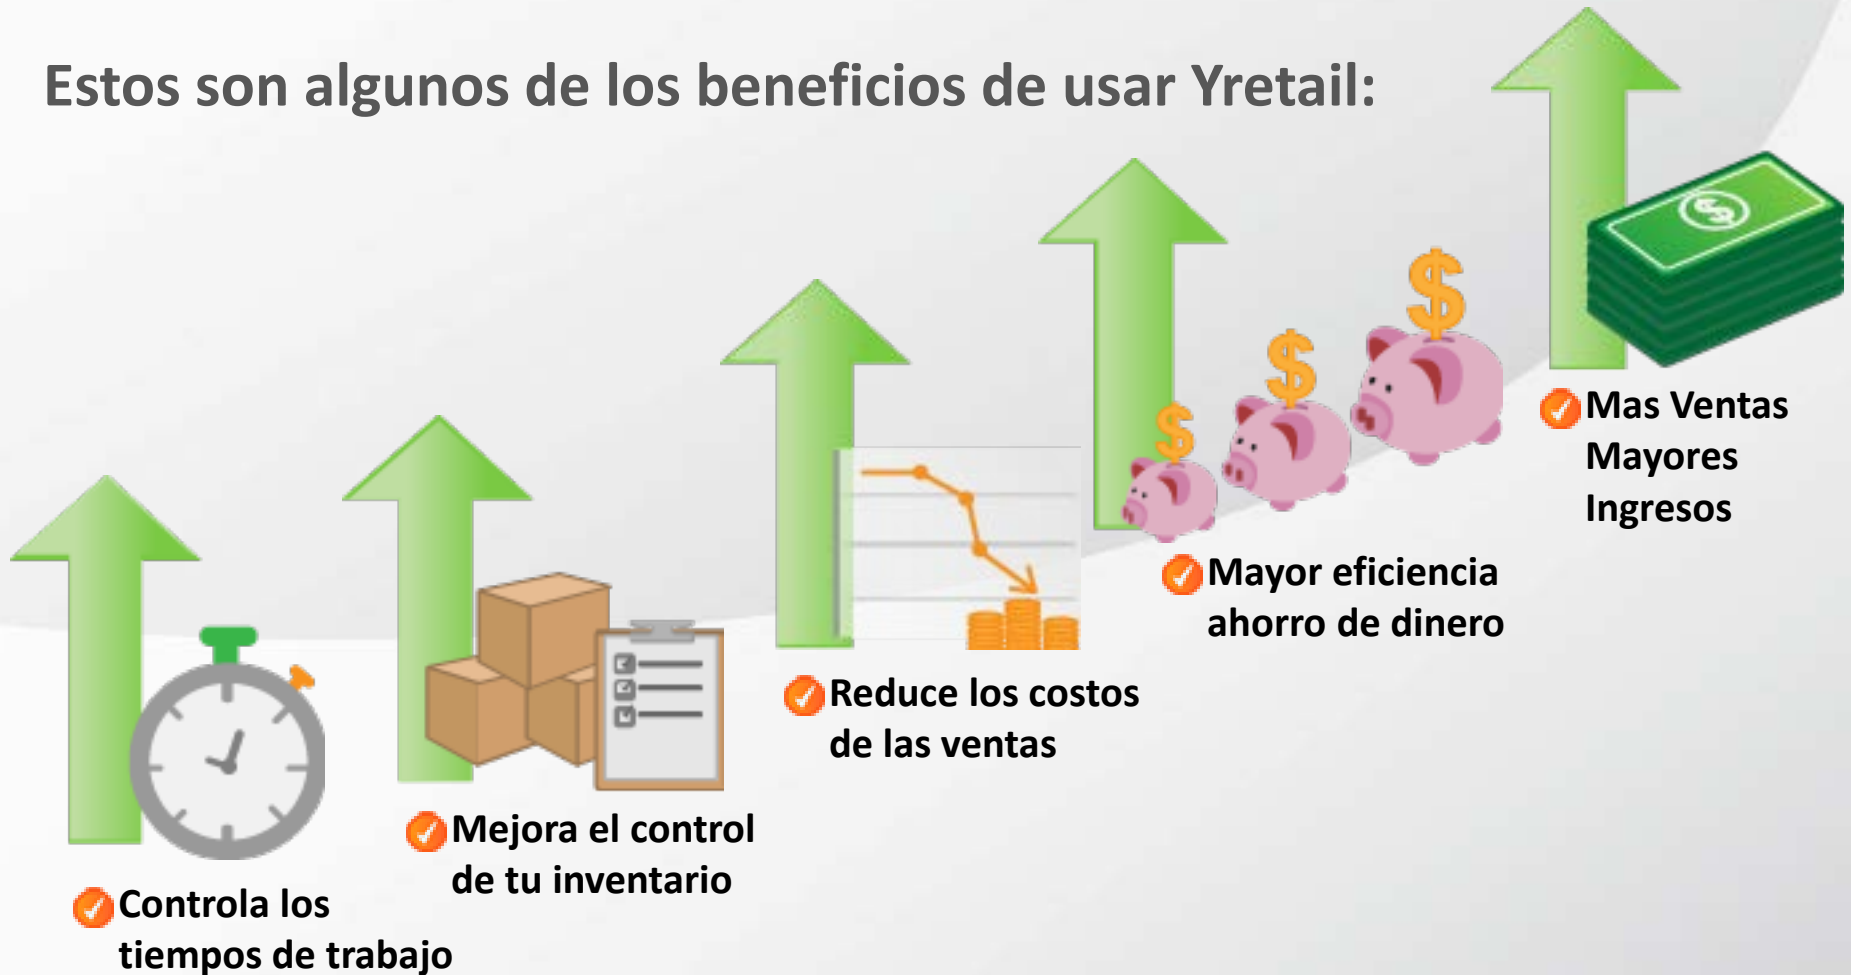 Estos son algunos de los beneficios de usar Yretail:
Controla los
tiempos de trabajo
Mejora el control
de tu inventario
Reduce los costos
de las ventas
Mayor eficiencia
ahorro de dinero
Mas Ventas
Mayores
Ingresos